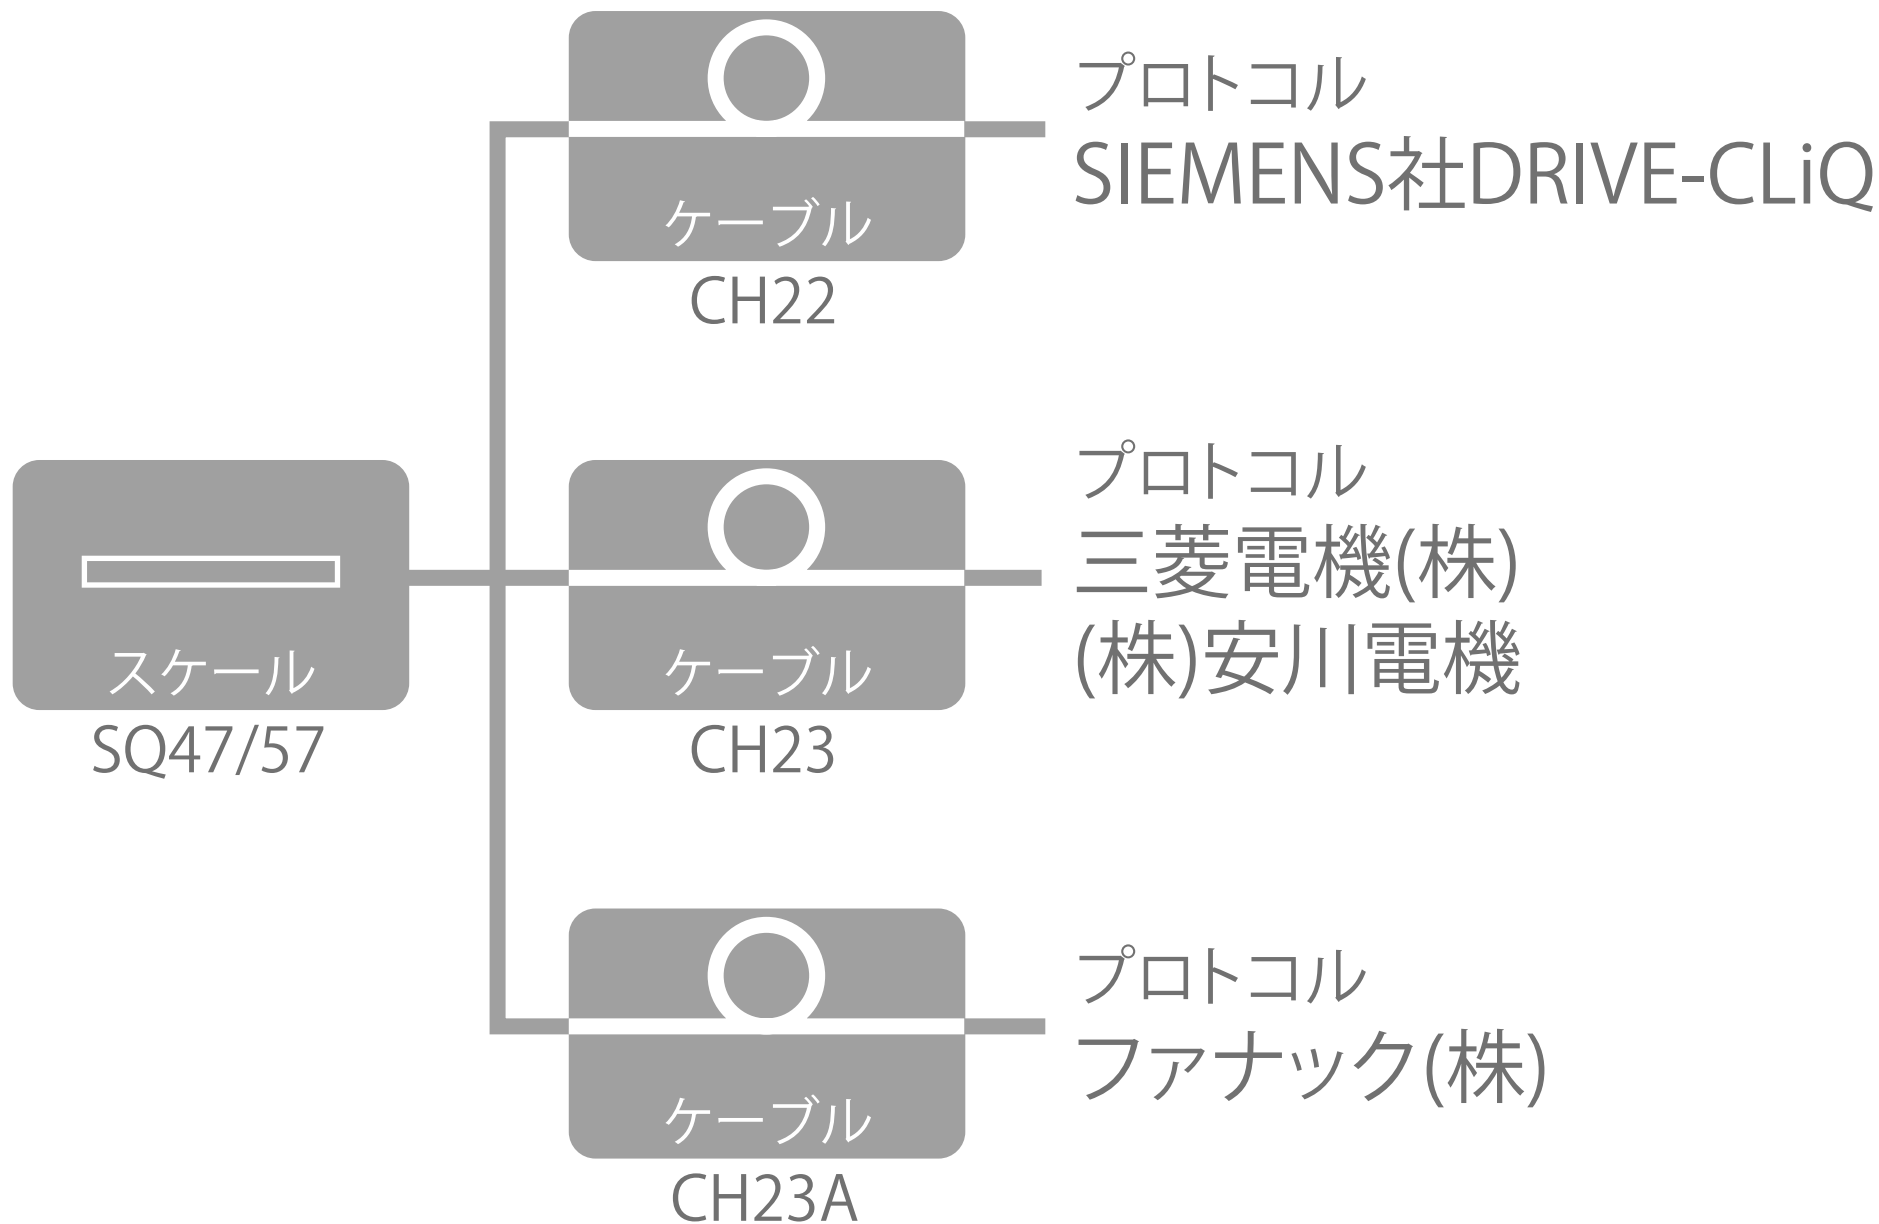 プロトコル
SIEMENS社DRIVE-CLiQ
ケーブル
CH22
プロトコル
三菱電機(株)
(株)安川電機
スケール
SQ47/57
ケーブル
CH23
プロトコル
ファナック(株)
ケーブル
CH23A